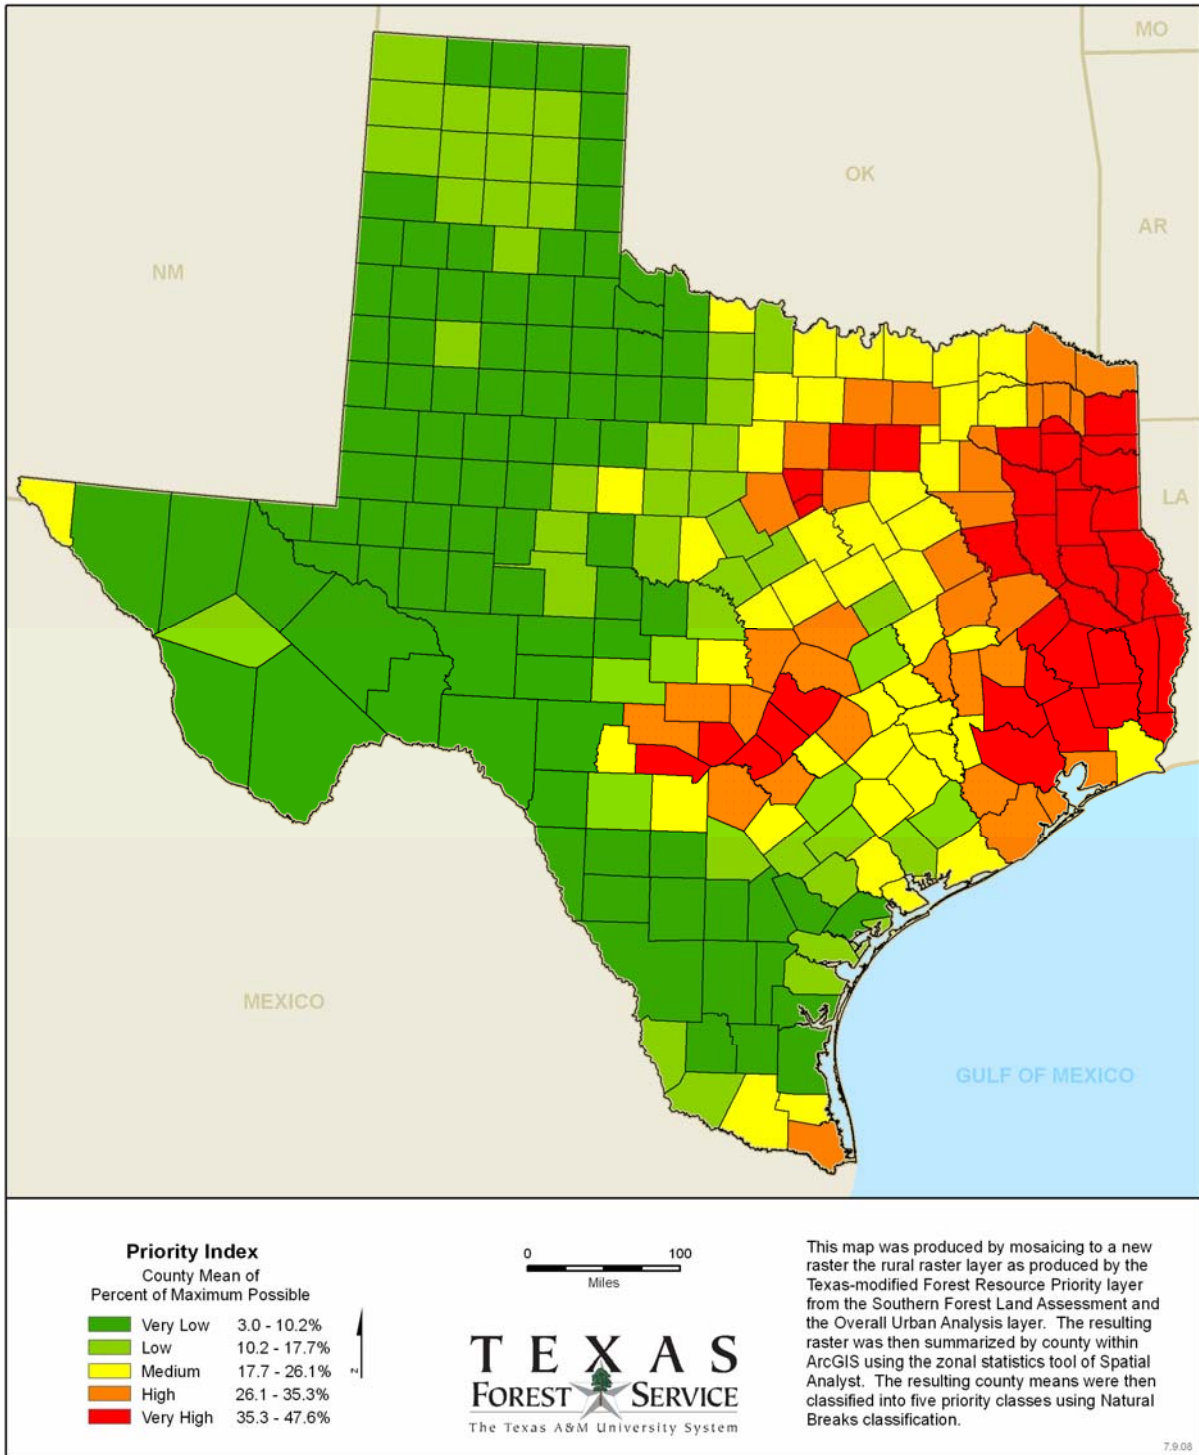 MO
OK
AR
NM
LA
MEXICO
GULF OF MEXICO
Priority Index
County Mean of
Percent of Maximum Possible
Very Low 3.0 - 10.2%
Low 10.2 - 17.7%
Medium 17.7 - 26.1%
High 26.1 - 35.3%
Very High 35.3 - 47.6%
N
0 100
Miles
TEXAS
FOREST SERVICE
The Texas A&M University System
This map was produced by mosaicing to a new
raster the rural raster layer as produced by the
Texas-modified Forest Resource Priority layer
from the Southern Forest Land Assessment and
the Overall Urban Analysis layer. The resulting
raster was then summarized by county within
ArcGIS using the zonal statistics tool of Spatial
Analyst. The resulting county means were then
classified into five priority classes using Natural
Breaks classification.
7.9.08